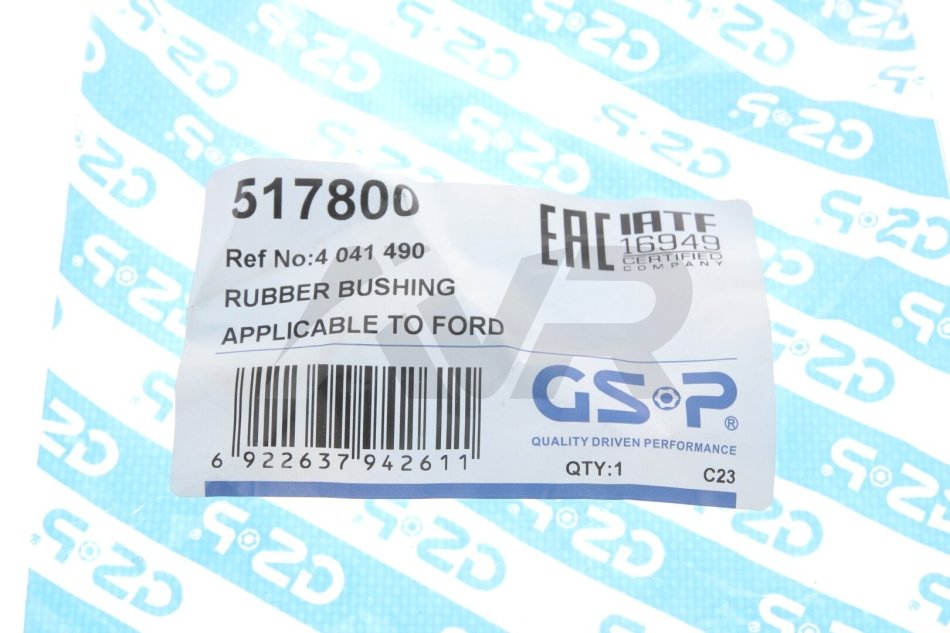 517800
Ref No:4 041 490
RUBBER BUSHING
APPLICABLE TO FORD
EAC
IATF
16949
CERTIFIED
COMPANY
AVR
GSP®
QUALITY DRIVEN PERFORMANCE
6 922637 942611
QTY:1
C23